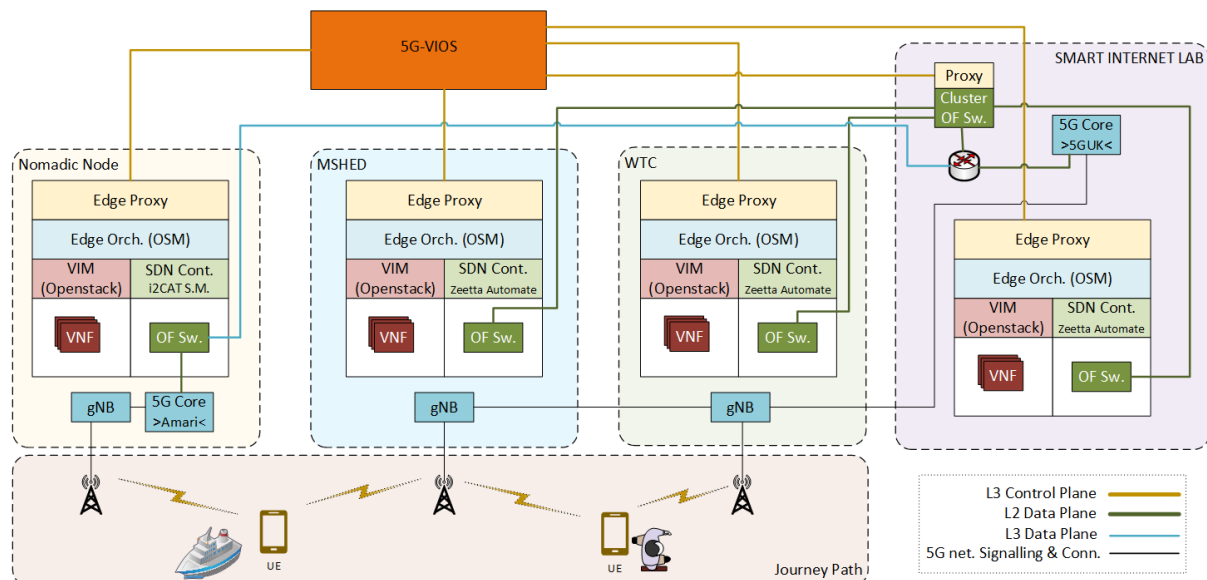 5G-VIOS
SMART INTERNET LAB
Proxy
Cluster
OF Sw.
5G Core
>5GUK<
Nomadic Node
Edge Proxy
Edge Orch. (OSM)
VIM
(Openstack)
SDN Cont.
i2CAT S.M.
VNF
OF Sw.
gNB
5G Core
>Amari<
MSHED
Edge Proxy
Edge Orch. (OSM)
VIM
(Openstack)
SDN Cont.
Zeetta Automate
VNF
OF Sw.
gNB
WTC
Edge Proxy
Edge Orch. (OSM)
VIM
(Openstack)
SDN Cont.
Zeetta Automate
VNF
OF Sw.
gNB
Edge Proxy
Edge Orch. (OSM)
VIM
(Openstack)
SDN Cont.
Zeetta Automate
VNF
OF Sw.
UE
UE
Journey Path
L3 Control Plane
L2 Data Plane
L3 Data Plane
5G net. Signalling & Conn.